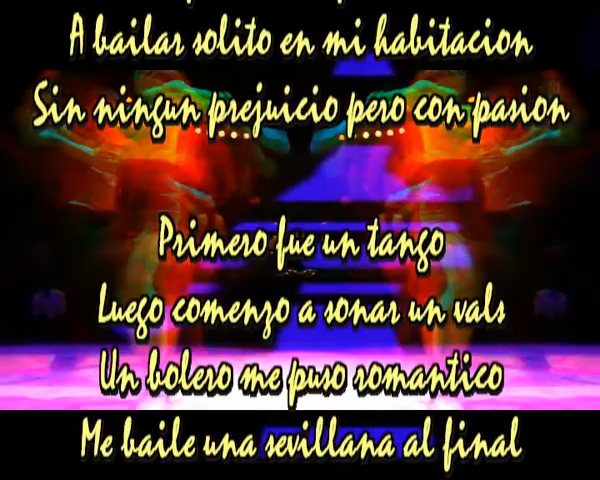 A bailar solito en mi habitacion
Sin ningun prejuicio pero con pasion
Primero fue un tango
Luego comenzo a sonar un vals
Un bolero me puso romantico
Me baile una sevillana al final